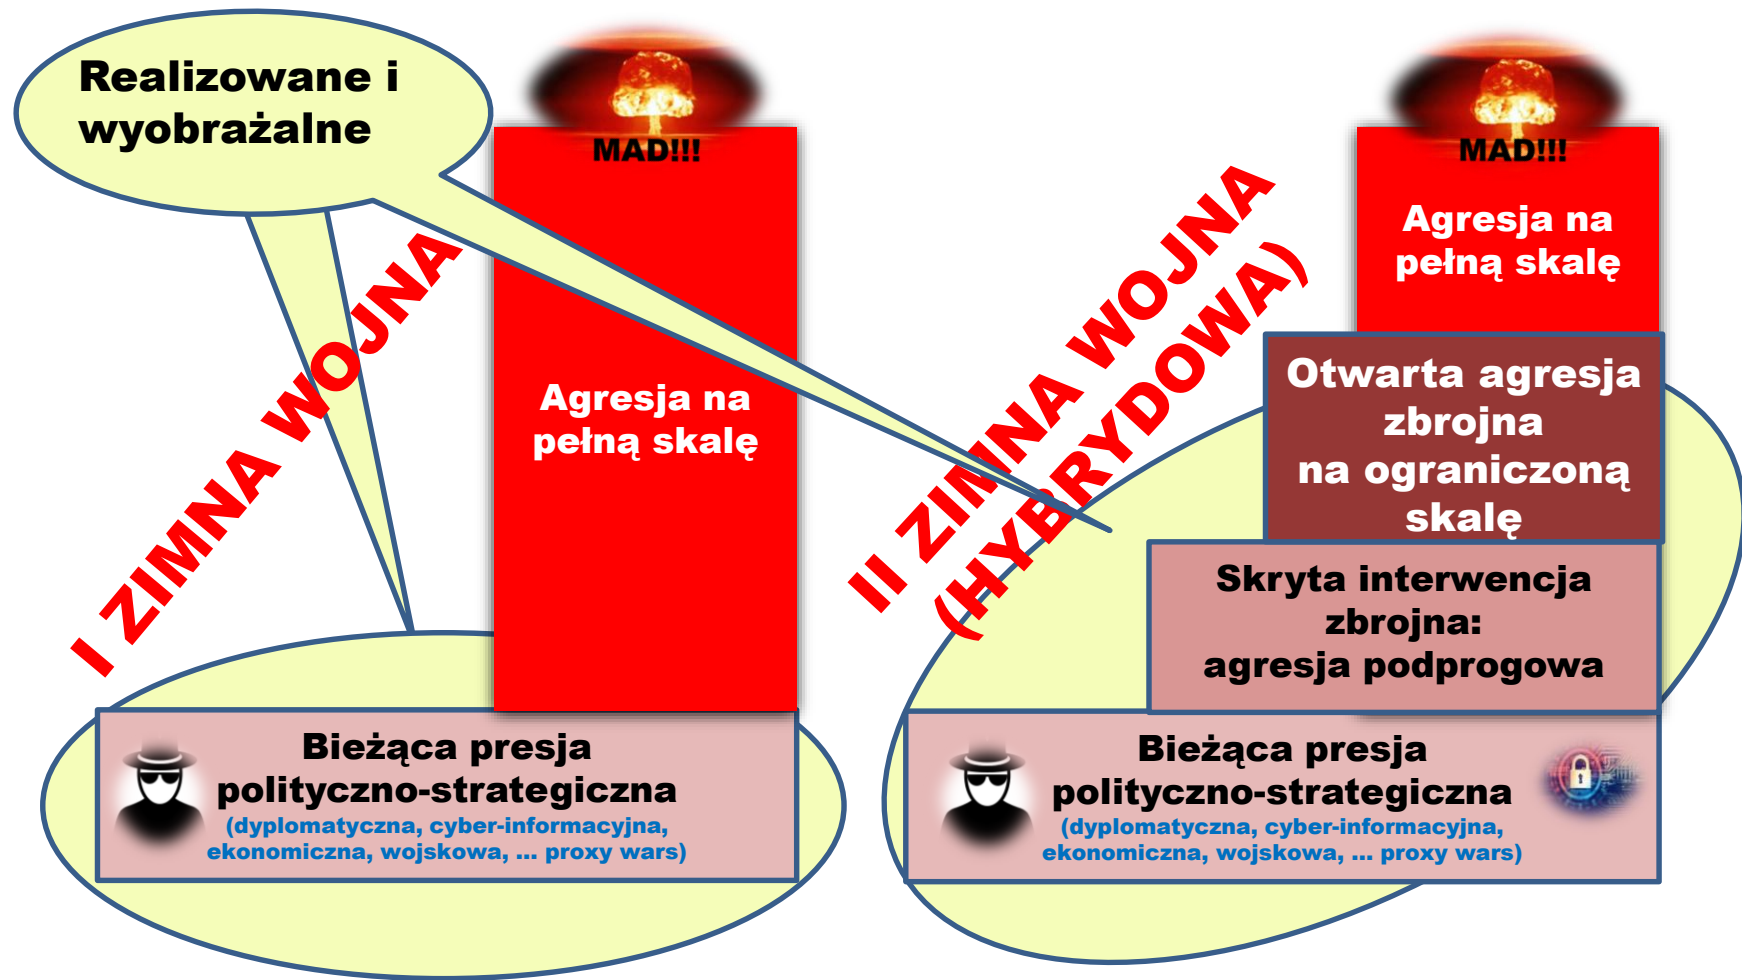 Realizowane i
wyobrażalne
I ZIMNA WOJNA
MAD!!!
Agresja na
pełną skalę
Bieżąca presja
polityczno-strategiczna
(dyplomatyczna, cyber-informacyjna,
ekonomiczna, wojskowa, ... proxy wars)
II ZIMNA WOJNA
(HYBRYDOWA)
MAD!!!
Agresja na
pełną skalę
Otwarta agresja
zbrojna
na ograniczoną
skalę
Skryta interwencja
zbrojna:
agresja podprogowa
Bieżąca presja
polityczno-strategiczna
(dyplomatyczna, cyber-informacyjna,
ekonomiczna, wojskowa, ... proxy wars)